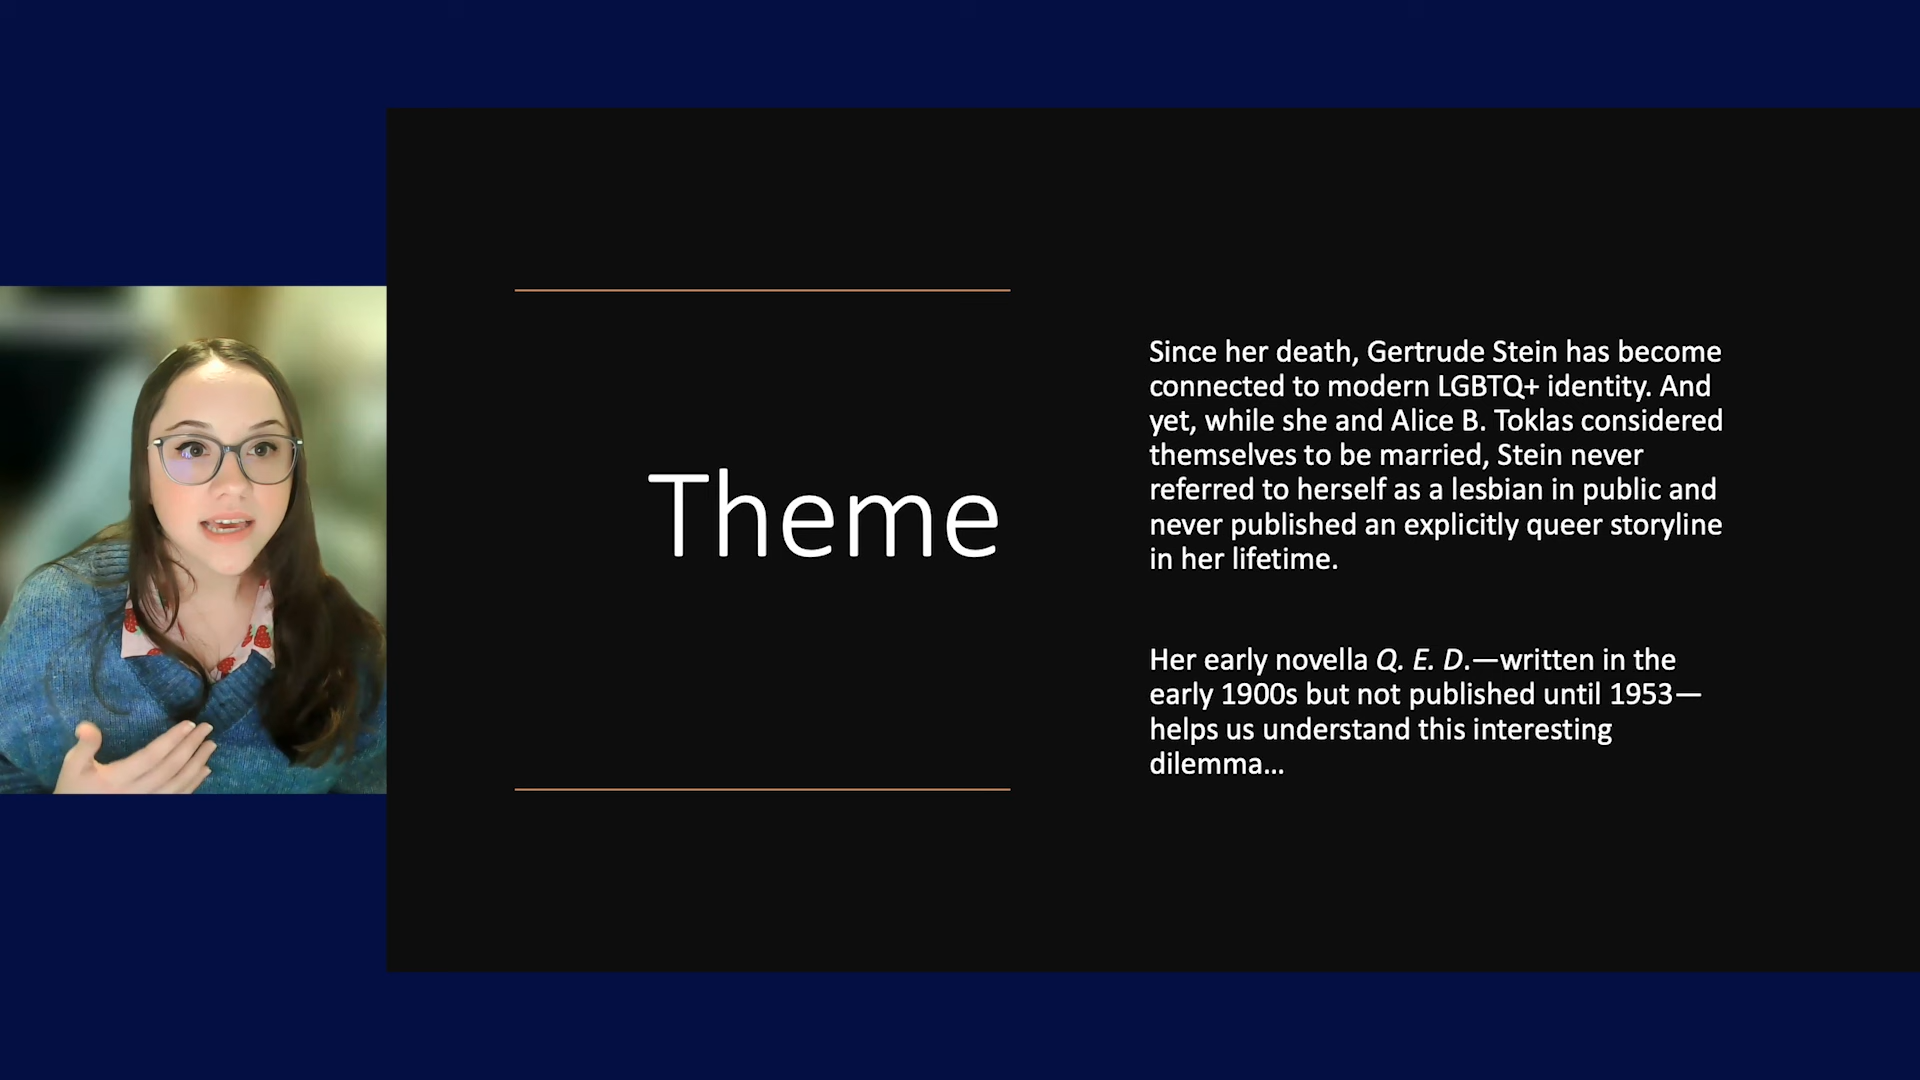 Theme
Since her death, Gertrude Stein has become
connected to modern LGBTQ+ identity. And
yet, while she and Alice B. Toklas considered
themselves to be married, Stein never
referred to herself as a lesbian in public and
never published an explicitly queer storyline
in her lifetime.
Her early novella Q. E. D.—written in the
early 1900s but not published until 1953—
helps us understand this interesting
dilemma...